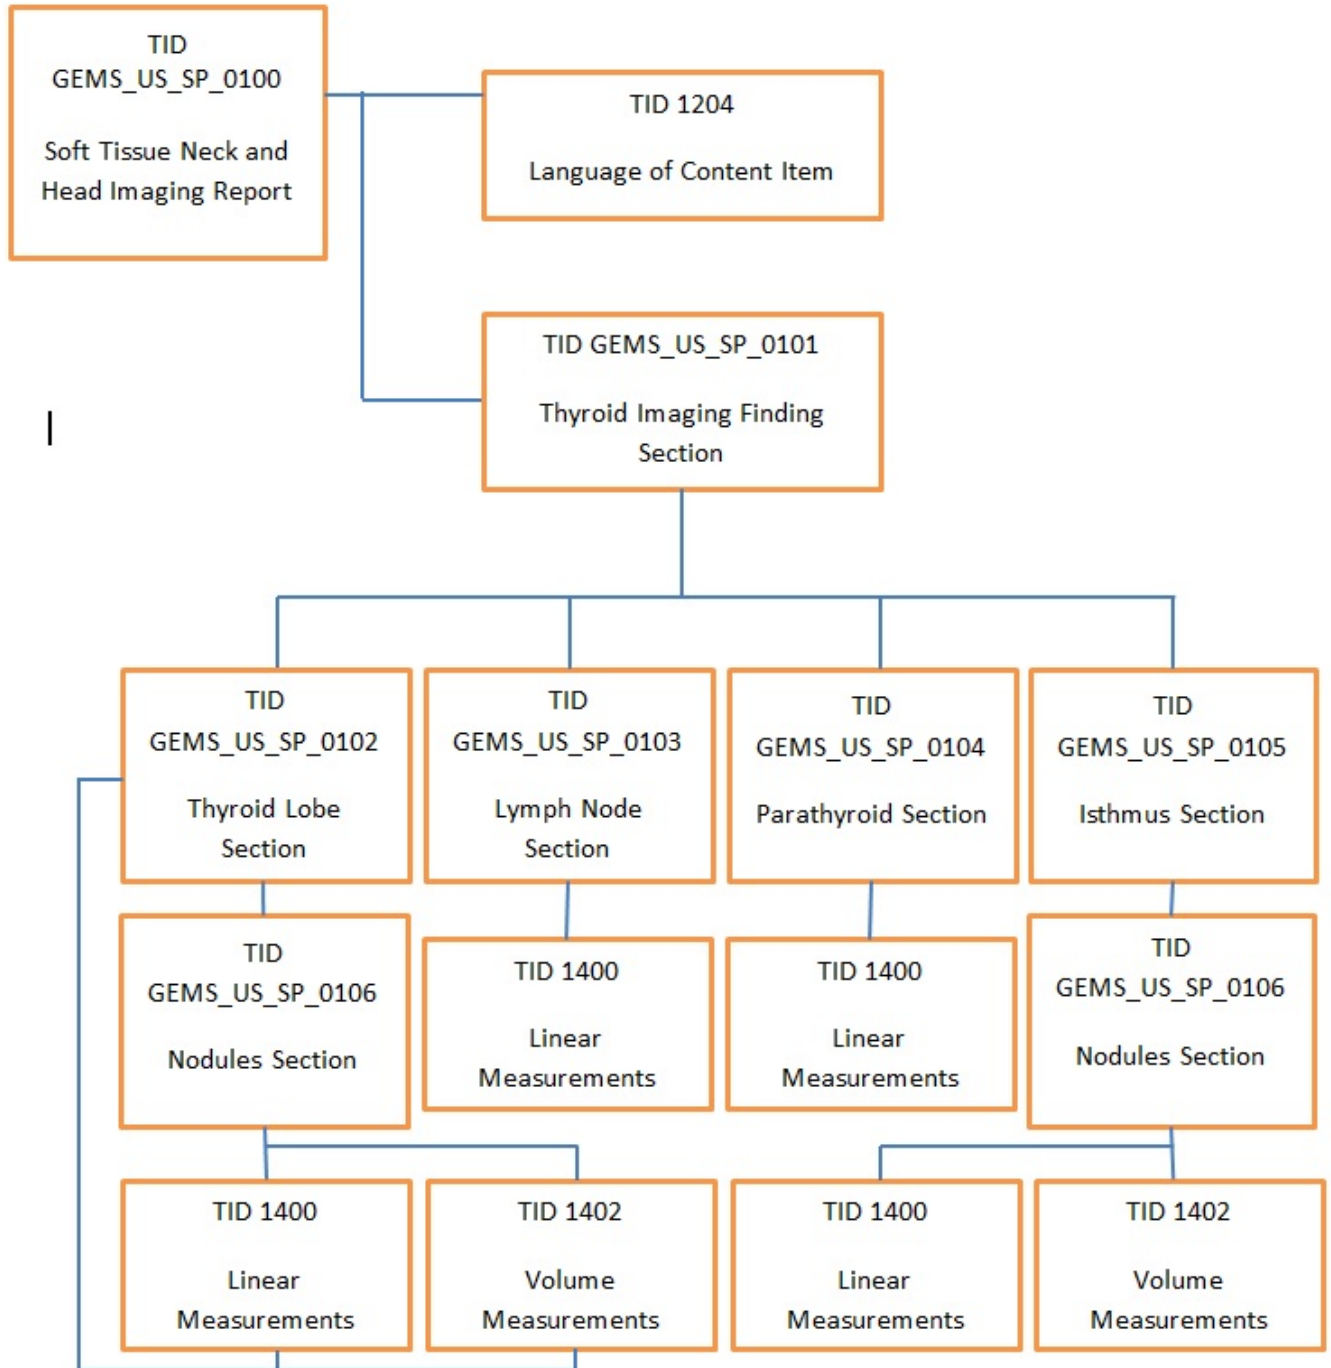 TID
GEMS_US_SP_0100
Soft Tissue Neck and
Head Imaging Report
TID 1204
Language of Content Item
TID GEMS_US_SP_0101
Thyroid Imaging Finding
Section
TID
GEMS_US_SP_0102
Thyroid Lobe
Section
TID
GEMS_US_SP_0103
Lymph Node
Section
TID
GEMS_US_SP_0104
Parathyroid Section
TID
GEMS_US_SP_0105
Isthmus Section
TID
GEMS_US_SP_0106
Nodules Section
TID 1400
Linear
Measurements
TID 1400
Linear
Measurements
TID
GEMS_US_SP_0106
Nodules Section
TID 1400
Linear
Measurements
TID 1402
Volume
Measurements
TID 1400
Linear
Measurements
TID 1402
Volume
Measurements